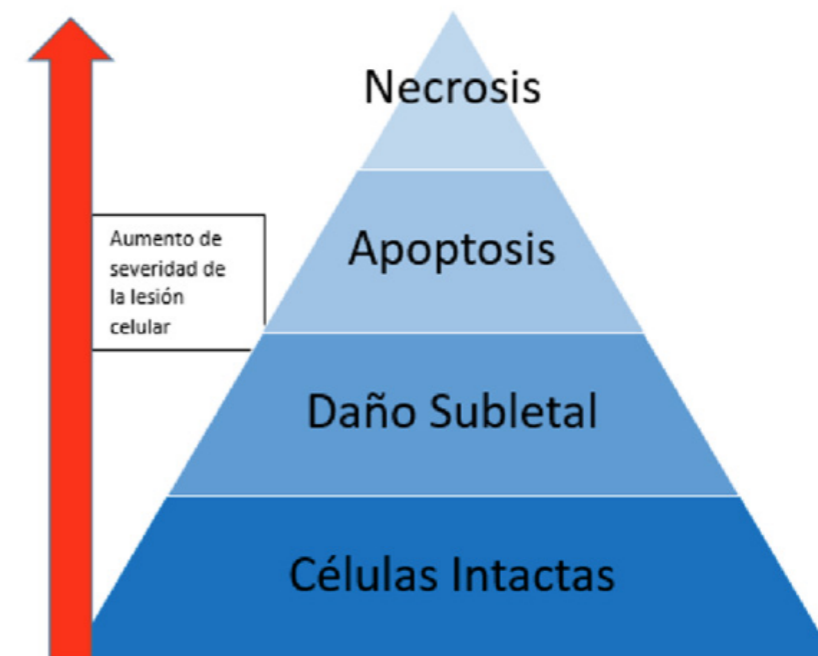 Necrosis
Apoptosis
Aumento de
severidad de
la lesión
celular
Daño Subletal
Células Intactas